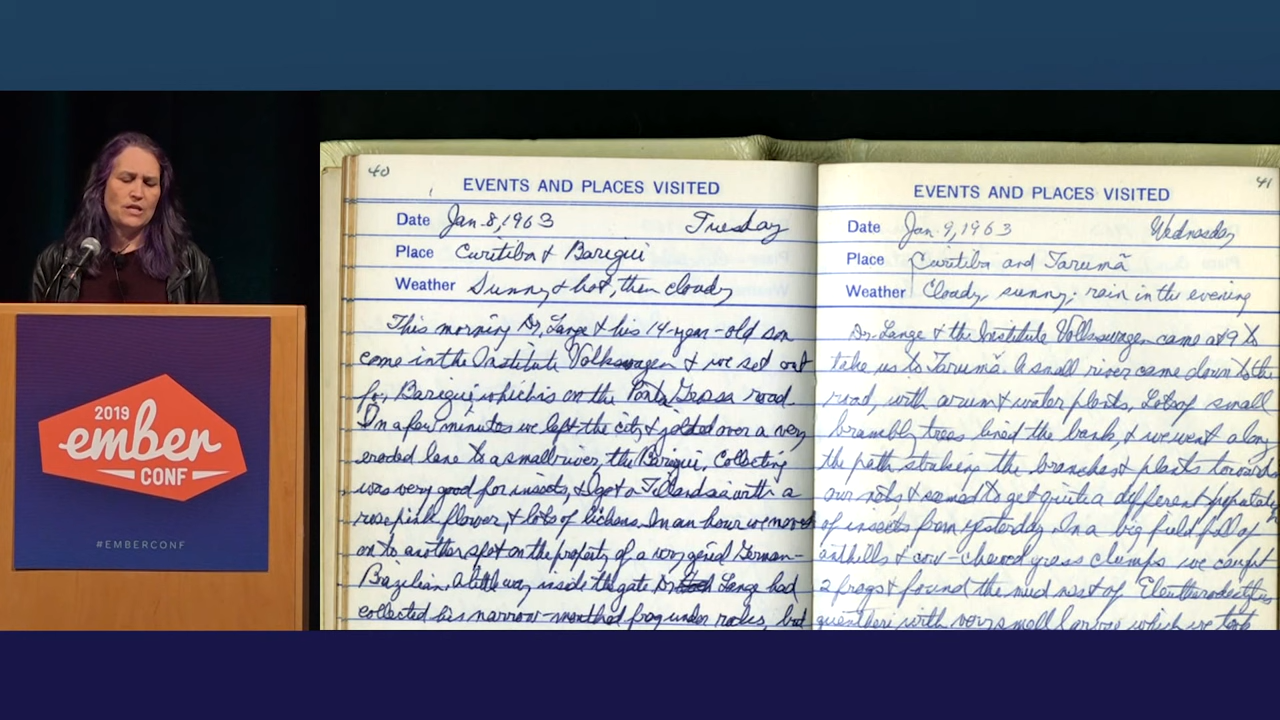 2019
ember
CONF
#EMBERCONF
40
EVENTS AND PLACES VISITED
Date Jan. 8, 1963 Tuesday
Place Curitiba & Barigui
Weather Sunny & hot, then cloudy
This morning Dr. Lange & his 14-year-old son
come in the Institute Volkswagen & we set out
for Barigui which is on the Ponta Grossa road.
In a few minutes we left the city & jolted over a very
eroded lane to a small river, the Barigui. Collecting
was very good for insects, & I got a Tillandsia with a
rose pink flower & lots of lichens. In an hour we moved
on to another spot on the property of a very genial German-
Brazilian. A little way inside the gate Dr. Lange had
collected his narrow-mouthed frog under rocks, but
41
EVENTS AND PLACES VISITED
Date Jan. 9, 1963 Wednesday
Place Curitiba and Tarumã
Weather Cloudy, sunny; rain in the evening
Dr. Lange & the Institute Volkswagen came at 9 to
take us to Tarumã. A small river came down to the
road, with arum & water plants. Lots of small
brambly trees lined the bank, & we went along
the path, shaking the branches & plants toward
our nets, & seemed to get quite a different population
of insects from yesterday. In a big field full of
anthills & cow-chewed grass clumps we caught
2 frogs & found the mud nest of
with very small larvae which we took